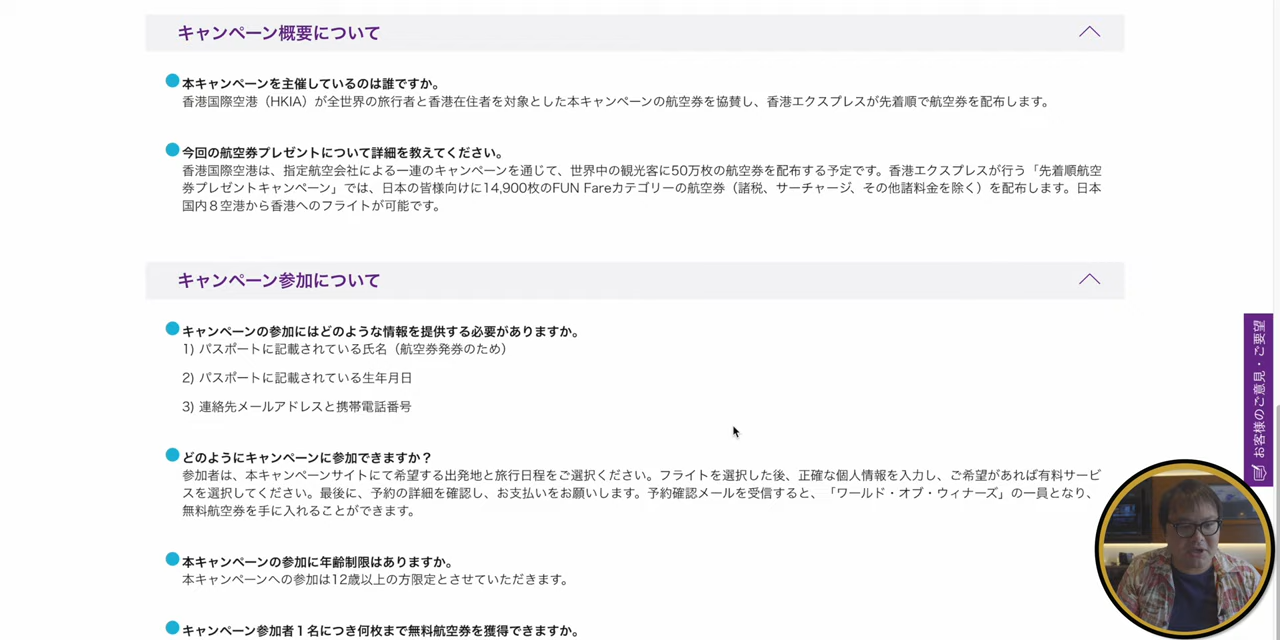 キャンペーン概要について
本キャンペーンを主催しているのは誰ですか。
香港国際空港（HKIA）が全世界の旅行者と香港在住者を対象とした本キャンペーンの航空券を協賛し、香港エクスプレスが先着順で航空券を配布します。
今回の航空券プレゼントについて詳細を教えてください。
香港国際空港は、指定航空会社による一連のキャンペーンを通じて、世界中の観光客に50万枚の航空券を配布する予定です。香港エクスプレスが行う「先着順航空
券プレゼントキャンペーン」では、日本の皆様向けに14,900枚のFUN Fareカテゴリーの航空券（諸税、サーチャージ、その他諸料金を除く）を配布します。日本
国内８空港から香港へのフライトが可能です。
キャンペーン参加について
キャンペーンの参加にはどのような情報を提供する必要がありますか。
1) パスポートに記載されている氏名（航空券発券のため）
2) パスポートに記載されている生年月日
3) 連絡先メールアドレスと携帯電話番号
どのようにキャンペーンに参加できますか？
参加者は、本キャンペーンサイトにて希望する出発地と旅行日程をご選択ください。フライトを選択した後、正確な個人情報を入力し、ご希望があれば有料サービ
スを選択してください。最後に、予約の詳細を確認し、お支払いをお願いします。予約確認メールを受信すると、「ワールド・オブ・ウィナーズ」の一員となり、
無料航空券を手に入れることができます。
本キャンペーンの参加に年齢制限はありますか。
本キャンペーンへの参加は12歳以上の方限定とさせていただきます。
キャンペーン参加者１名につき何枚まで無料航空券を獲得できますか。
お客様のご意見・ご要望